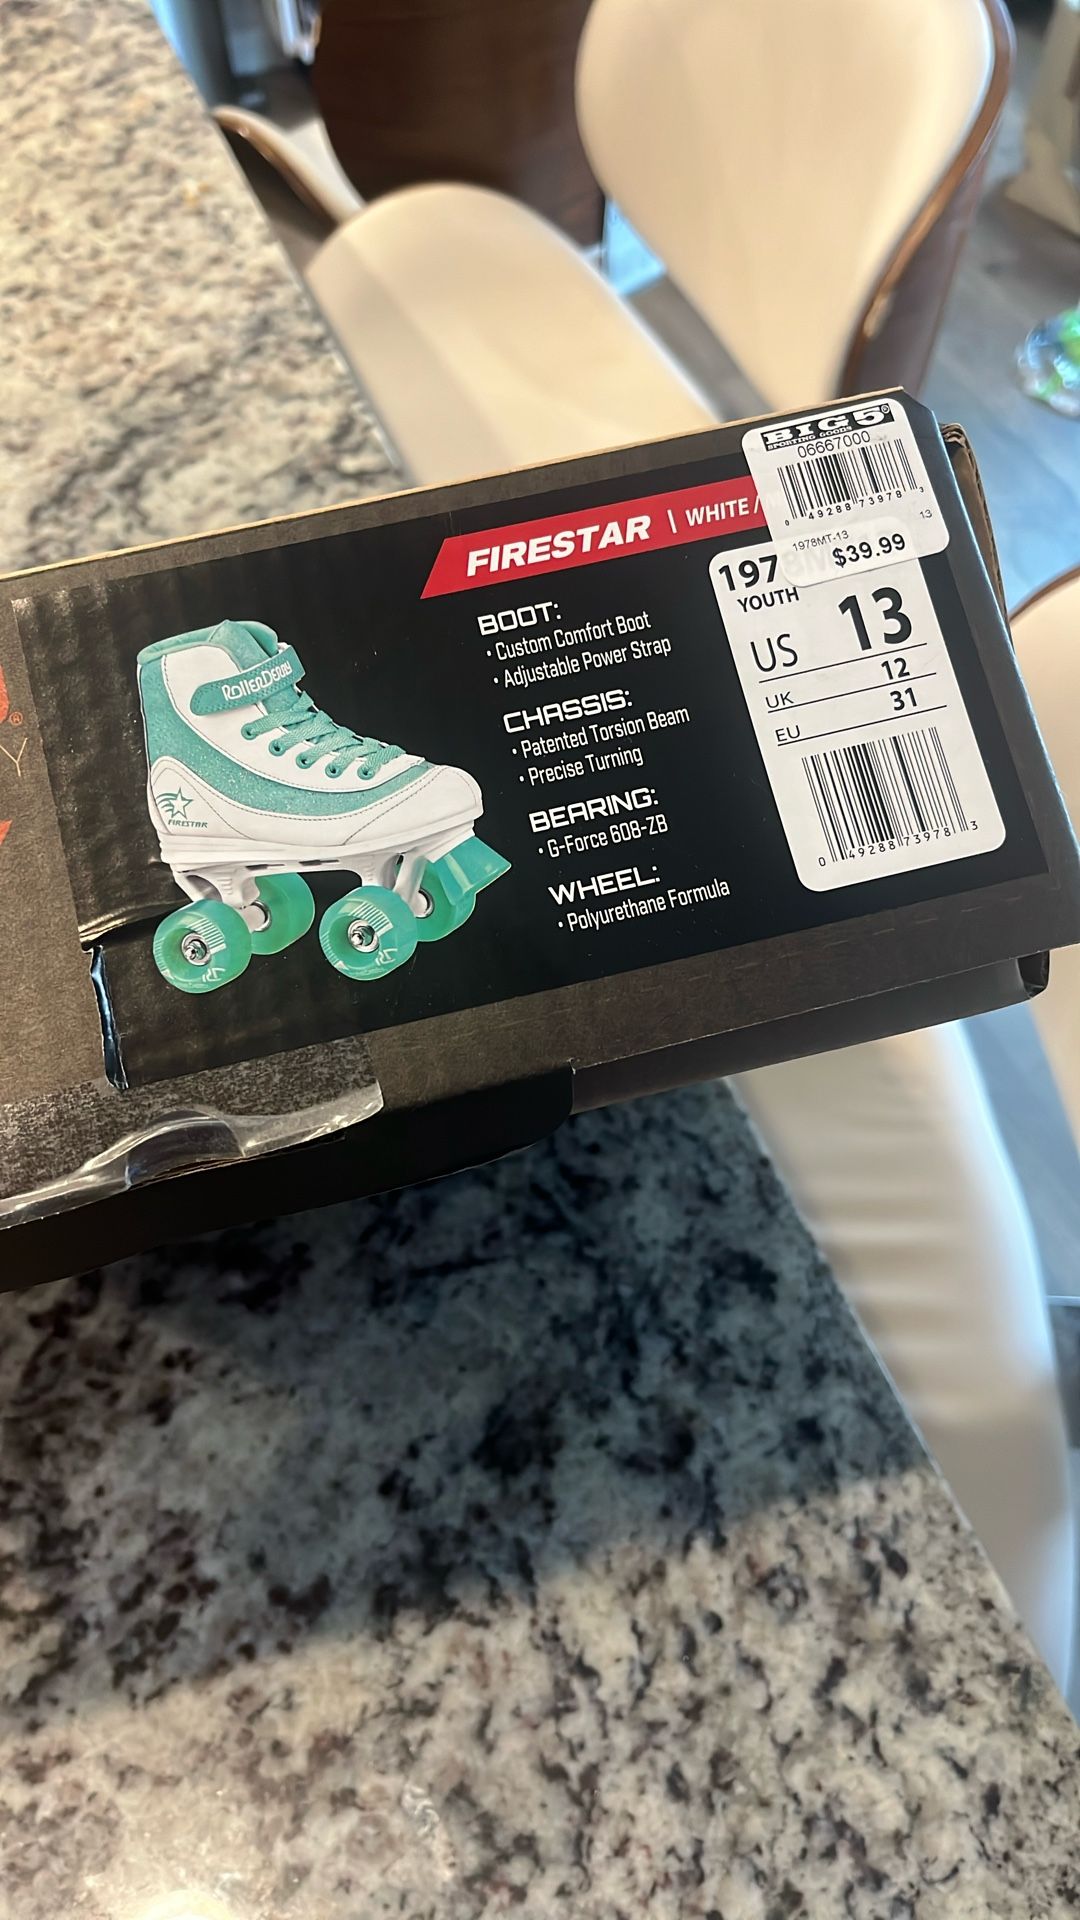 BIG 5®
SPORTING GOODS
06667000
0 49288 73978 3
1978MT-13
13
$39.99
FIRESTAR | WHITE /
197
YOUTH
US 13
UK 12
EU 31
0 49288 73978 3
BOOT:
• Custom Comfort Boot
• Adjustable Power Strap
CHASSIS:
• Patented Torsion Beam
• Precise Turning
BEARING:
• G-Force 608-ZB
WHEEL:
• Polyurethane Formula
ROLLER DERBY
FIRESTAR
®
Y